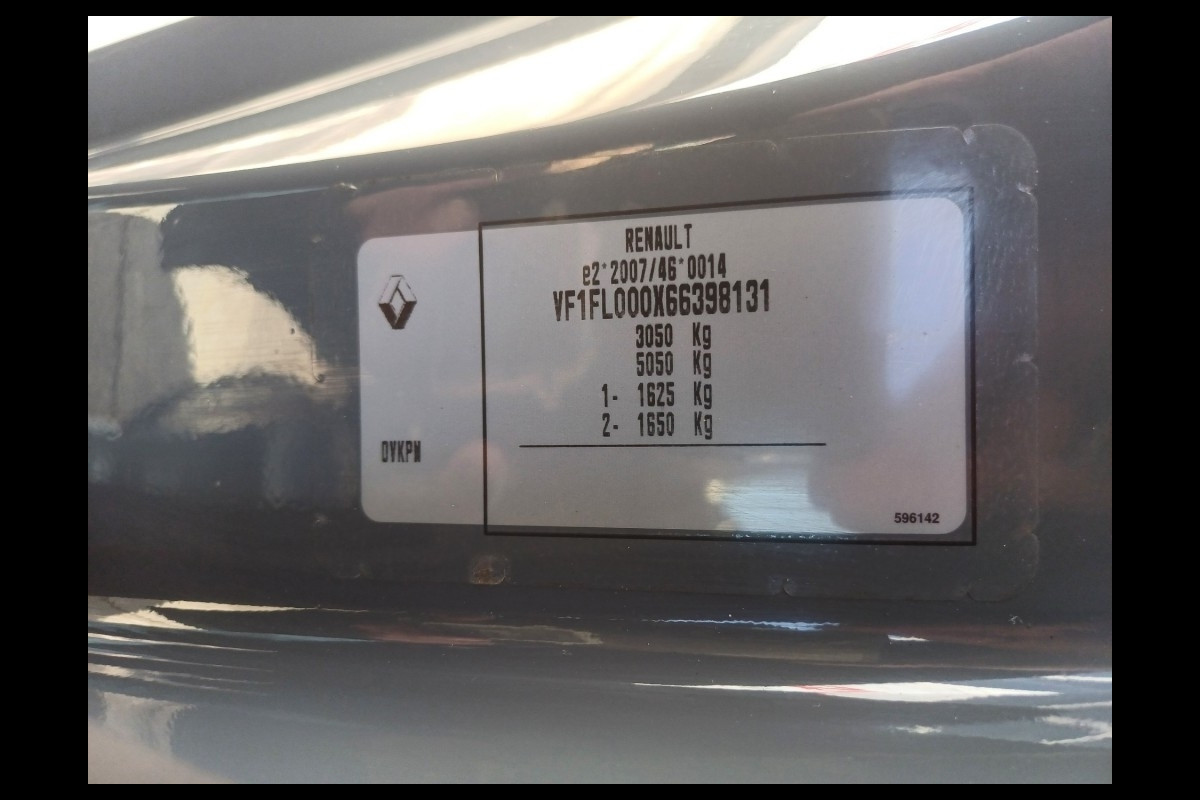 RENAULT
e2*2007/46*0014
VF1FL000X66398131
3050 Kg
5050 Kg
1- 1625 Kg
2- 1650 Kg
OVKPN
596142